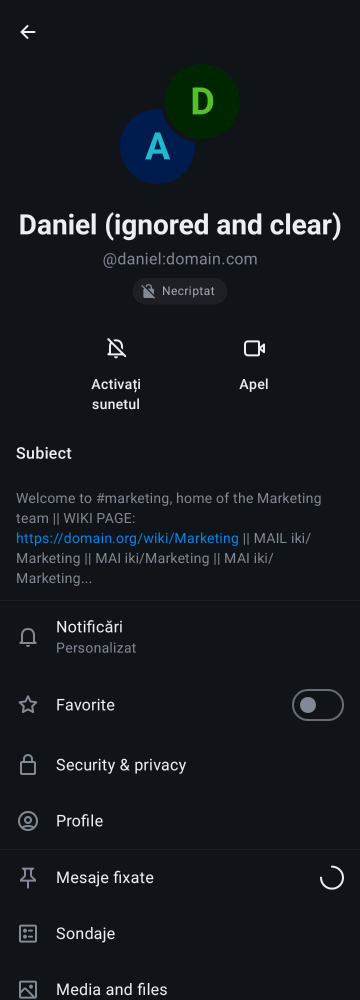 D
A
Daniel (ignored and clear)
@daniel:domain.com
Necriptat
Activați
sunetul
Apel
Subiect
Welcome to #marketing, home of the Marketing
team || WIKI PAGE:
https://domain.org/wiki/Marketing || MAIL iki/
Marketing || MAI iki/Marketing || MAI iki/
Marketing...
Notificări
Personalizat
Favorite
Security & privacy
Profile
Mesaje fixate
Sondaje
Media and files